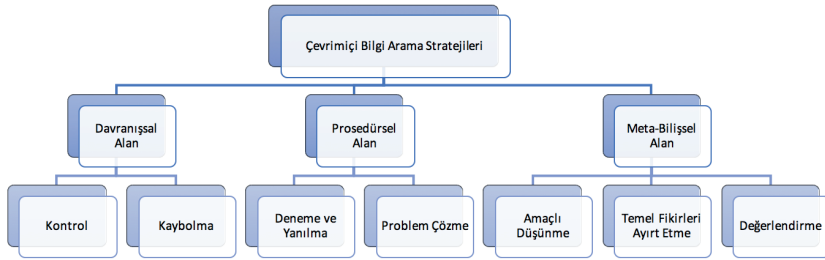 Çevrimiçi Bilgi Arama Stratejileri
Davranışsal
Alan
Prosedürsel
Alan
Meta-Bilişsel
Alan
Kontrol
Kaybolma
Deneme ve
Yanılma
Problem Çözme
Amaçlı
Düşünme
Temel Fikirleri
Ayırt Etme
Değerlendirme